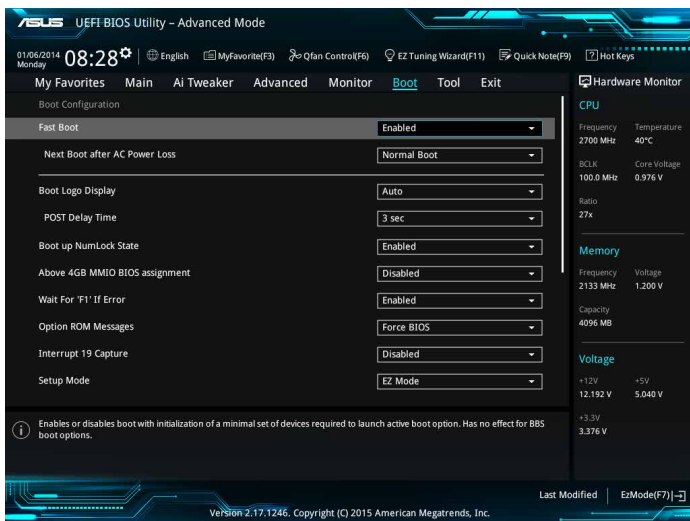 ASUS UEFI BIOS Utility – Advanced Mode
01/06/2014 Monday 08:28 English MyFavorite(F3) Qfan Control(F6) EZ Tuning Wizard(F11) Quick Note(F9) ? Hot Keys
My Favorites Main Ai Tweaker Advanced Monitor Boot Tool Exit
Boot Configuration
Fast Boot Enabled
Next Boot after AC Power Loss Normal Boot
Boot Logo Display Auto
POST Delay Time 3 sec
Boot up NumLock State Enabled
Above 4GB MMIO BIOS assignment Disabled
Wait For 'F1' If Error Enabled
Option ROM Messages Force BIOS
Interrupt 19 Capture Disabled
Setup Mode EZ Mode
Enables or disables boot with initialization of a minimal set of devices required to launch active boot option. Has no effect for BBS
boot options.
Hardware Monitor
CPU
Frequency Temperature
2700 MHz 40°C
BCLK Core Voltage
100.0 MHz 0.976 V
Ratio
27x
Memory
Frequency Voltage
2133 MHz 1.200 V
Capacity
4096 MB
Voltage
+12V +5V
12.192 V 5.040 V
+3.3V
3.376 V
Last Modified EzMode(F7)
Version 2.17.1246. Copyright (C) 2015 American Megatrends, Inc.